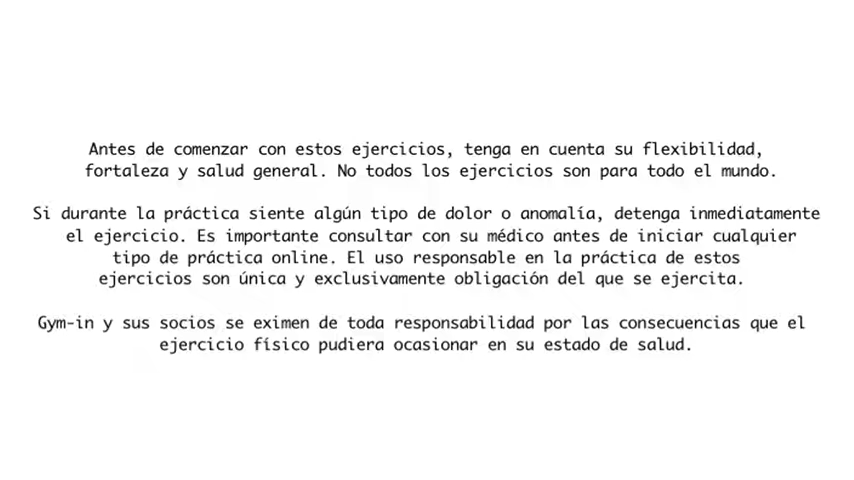 Antes de comenzar con estos ejercicios, tenga en cuenta su flexibilidad,
fortaleza y salud general. No todos los ejercicios son para todo el mundo.
Si durante la práctica siente algún tipo de dolor o anomalía, detenga inmediatamente
el ejercicio. Es importante consultar con su médico antes de iniciar cualquier
tipo de práctica online. El uso responsable en la práctica de estos
ejercicios son única y exclusivamente obligación del que se ejercita.
Gym-in y sus socios se eximen de toda responsabilidad por las consecuencias que el
ejercicio físico pudiera ocasionar en su estado de salud.